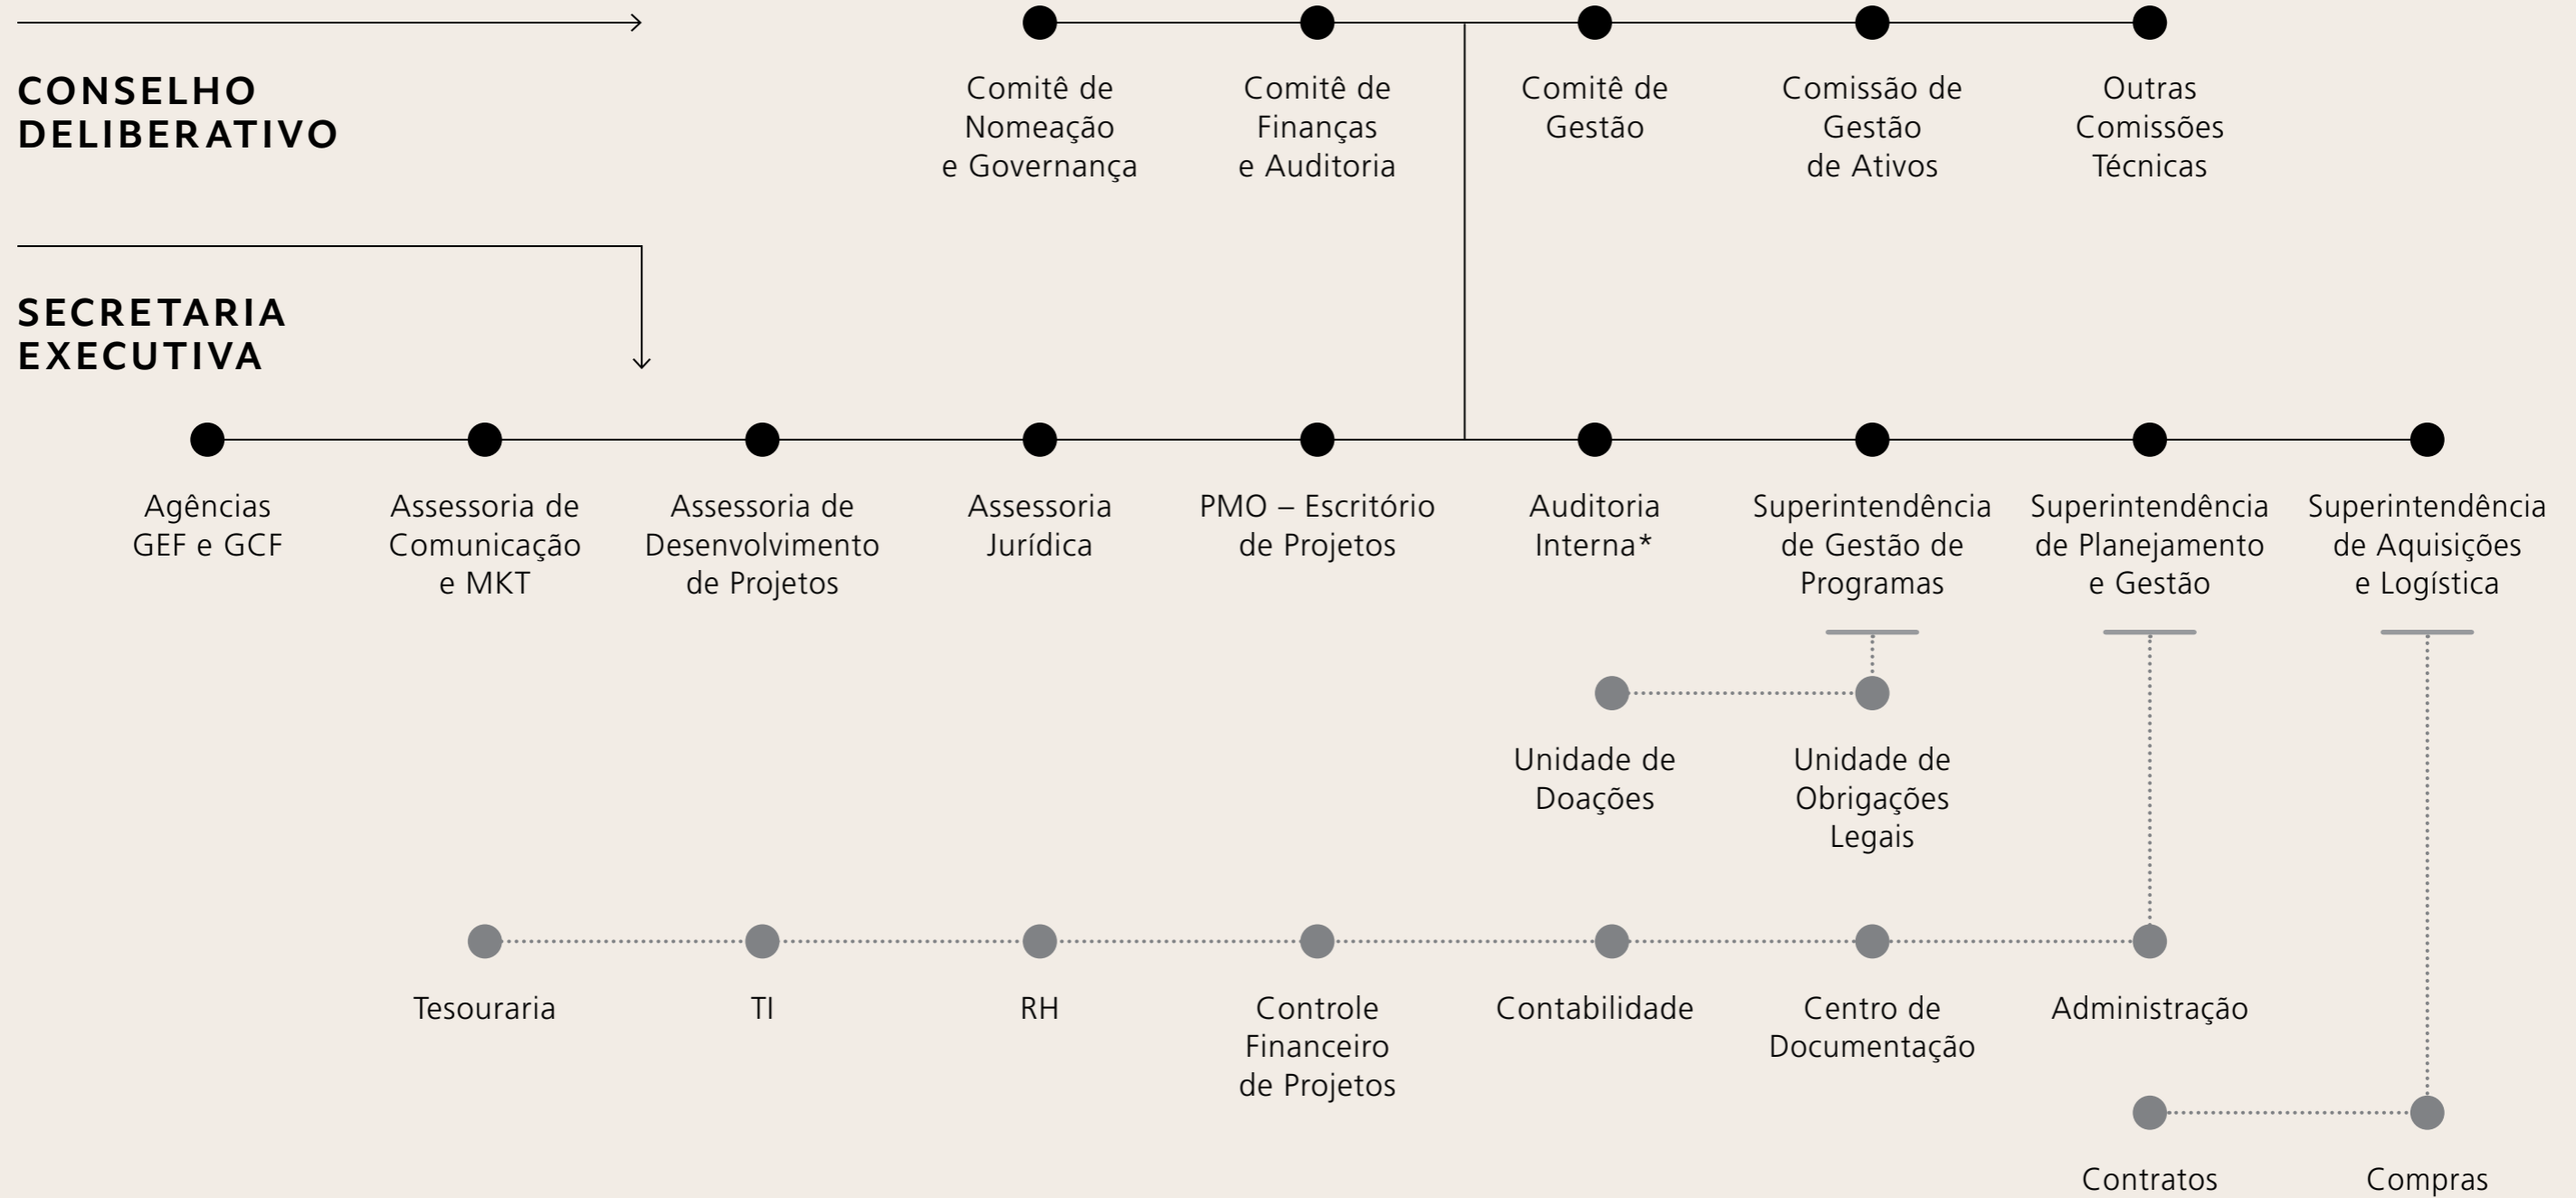 CONSELHO
DELIBERATIVO
Comitê de
Nomeação
e Governança
Comitê de
Finanças
e Auditoria
Comitê de
Gestão
Comissão de
Gestão
de Ativos
Outras
Comissões
Técnicas
SECRETARIA
EXECUTIVA
Agências
GEF e GCF
Assessoria de
Comunicação
e MKT
Assessoria de
Desenvolvimento
de Projetos
Assessoria
Jurídica
PMO – Escritório
de Projetos
Auditoria
Interna*
Superintendência
de Gestão de
Programas
Superintendência
de Planejamento
e Gestão
Superintendência
de Aquisições
e Logística
Unidade de
Doações
Unidade de
Obrigações
Legais
Tesouraria
TI
RH
Controle
Financeiro
de Projetos
Contabilidade
Centro de
Documentação
Administração
Contratos
Compras